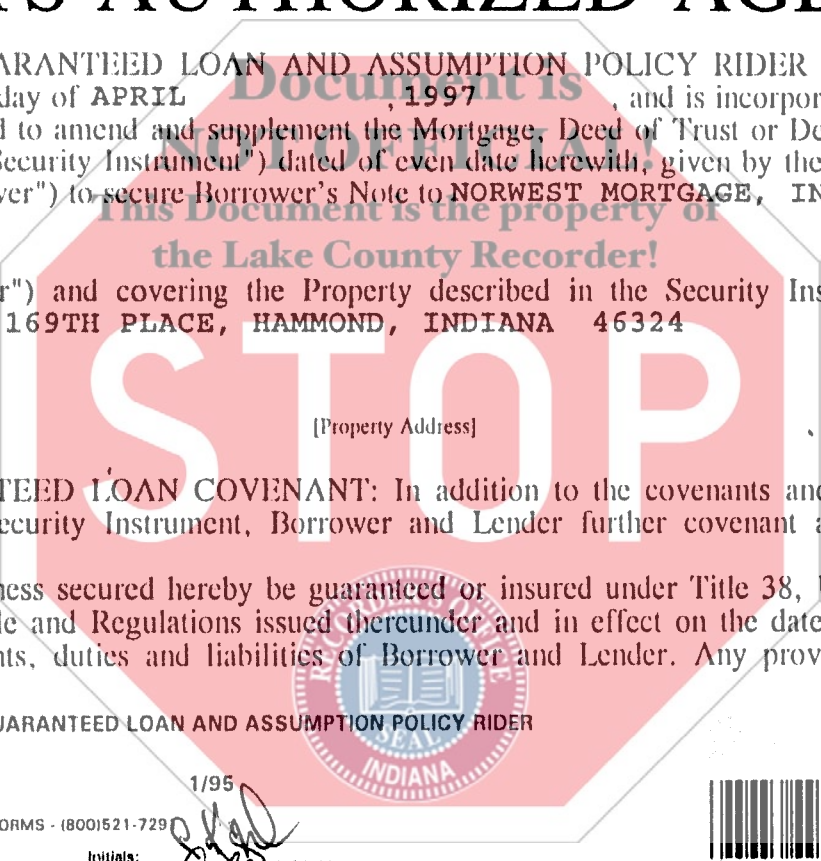 S AUTHORIZED AGE
ARANTEED LOAN AND ASSUMPTION POLICY RIDER
day of APRIL , 1997 , and is incorpor
d to amend and supplement the Mortgage, Deed of Trust or De
Security Instrument") dated of even date herewith, given by the
ver") to secure Borrower's Note to NORWEST MORTGAGE, IN
Document is
NOT OFFICIAL!
This Document is the property of
the Lake County Recorder!
r") and covering the Property described in the Security Ins
169TH PLACE, HAMMOND, INDIANA 46324
STOP
[Property Address]
TEED LOAN COVENANT: In addition to the covenants and
ecurity Instrument, Borrower and Lender further covenant a
ness secured hereby be guaranteed or insured under Title 38, U
le and Regulations issued thereunder and in effect on the date
nts, duties and liabilities of Borrower and Lender. Any prov
RECORDER'S OFFICE
SEAL
INDIANA
UARANTEED LOAN AND ASSUMPTION POLICY RIDER
1/95
ORMS - (800)521-729
Initials: